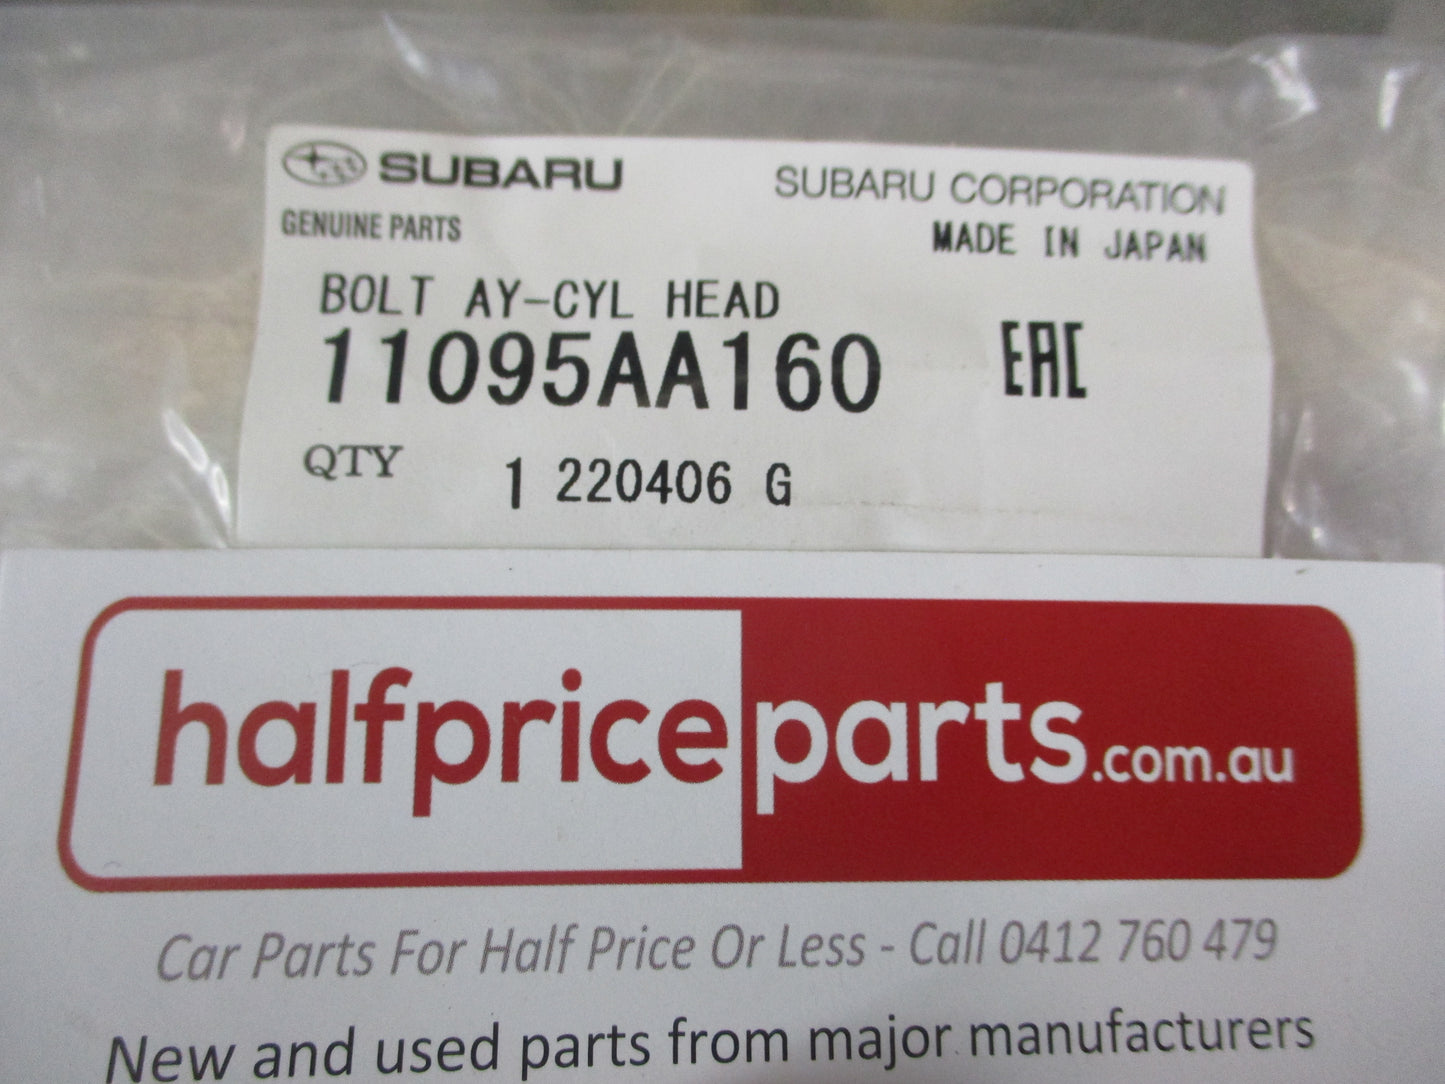 SUBARU
SUBARU CORPORATION
GENUINE PARTS
MADE IN JAPAN
BOLT AY-CYL HEAD
11095AA160
EAC
QTY 1 220406 G
halfpriceparts.com.au
Car Parts For Half Price Or Less - Call 0412 760 479
New and used parts from major manufacturers